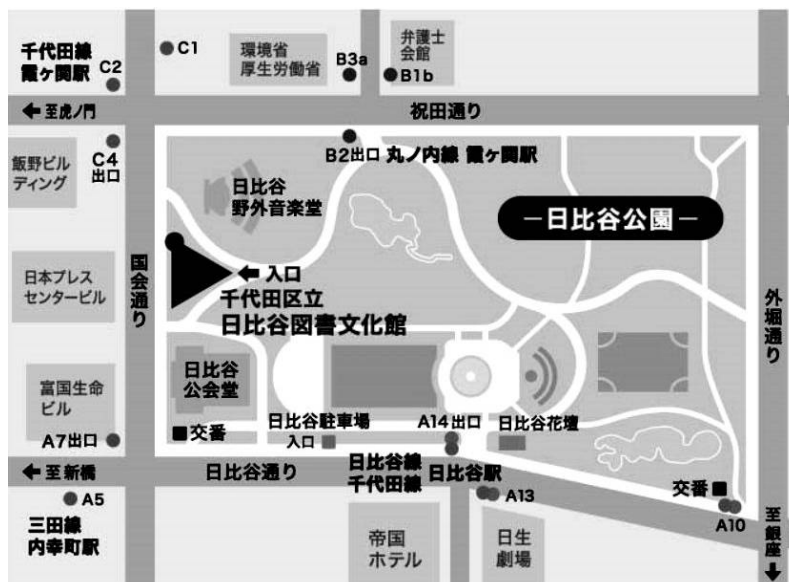 千代田線
霞ヶ関駅
C2
C1
環境省
厚生労働省
B3a
弁護士
会館
B1b
←至虎ノ門
祝田通り
飯野ビル
ディング
C4
出口
B2出口 丸ノ内線 霞ヶ関駅
日比谷
野外音楽堂
−日比谷公園−
国会通り
外堀通り
日本プレス
センタービル
←入口
千代田区立
日比谷図書文化館
富国生命
ビル
日比谷
公会堂
A7出口
■交番
日比谷駐車場
入口
A14出口
日比谷花壇
←至新橋
日比谷通り
日比谷線
千代田線
日比谷駅
交番■
A5
A13
A10
三田線
内幸町駅
帝国
ホテル
日生
劇場
至銀座→